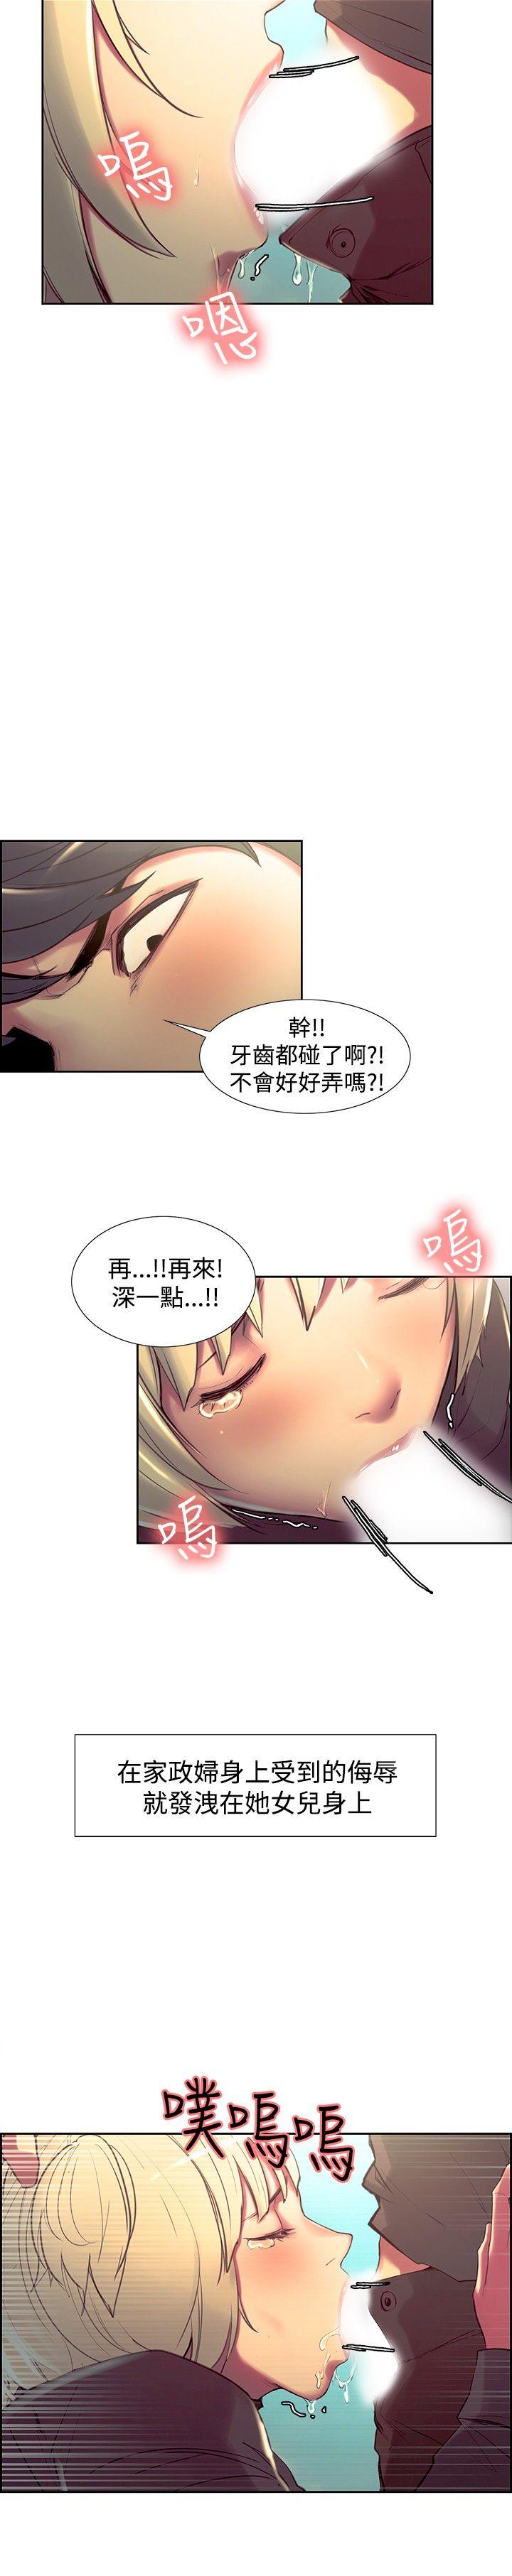 嗚
嗯
幹!!
牙齒都碰了啊?!
不會好好弄嗎?!
再...!!再來!
深一點...!!
嗚
嗚
在家政婦身上受到的侮辱
就發洩在她女兒身上
噗嗚嗚